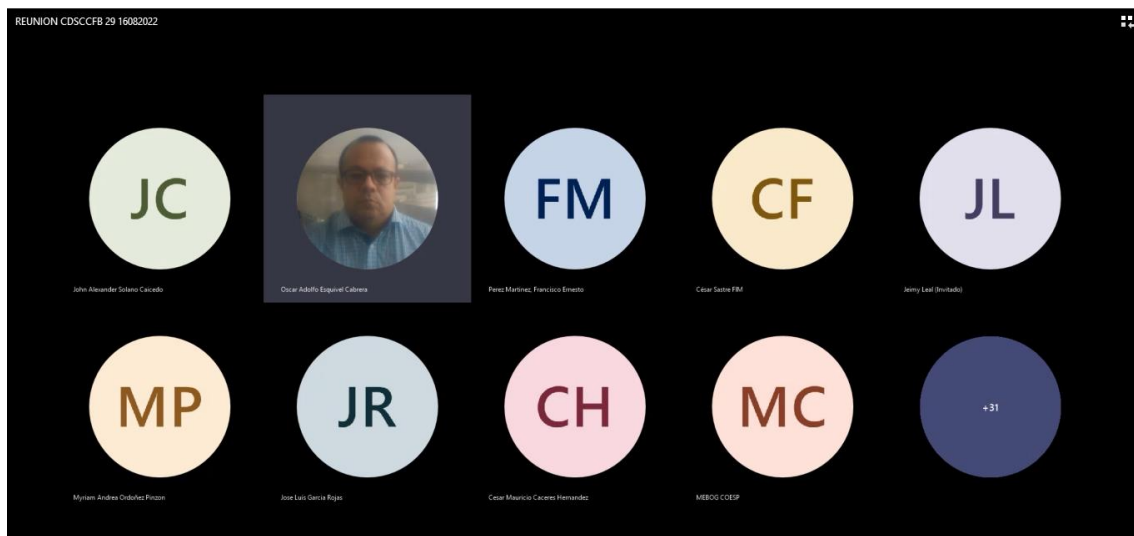 REUNION CDSCCFB 29 16082022
JC
FM
CF
JL
John Alexander Solano Caicedo
Oscar Adolfo Esquivel Cabrera
Perez Martinez, Francisco Ernesto
César Sastre FIM
Jeimy Leal (Invitado)
MP
JR
CH
MC
+31
Myriam Andrea Ordoñez Pinzon
Jose Luis Garcia Rojas
Cesar Mauricio Caceres Hernandez
MEBOG COESP